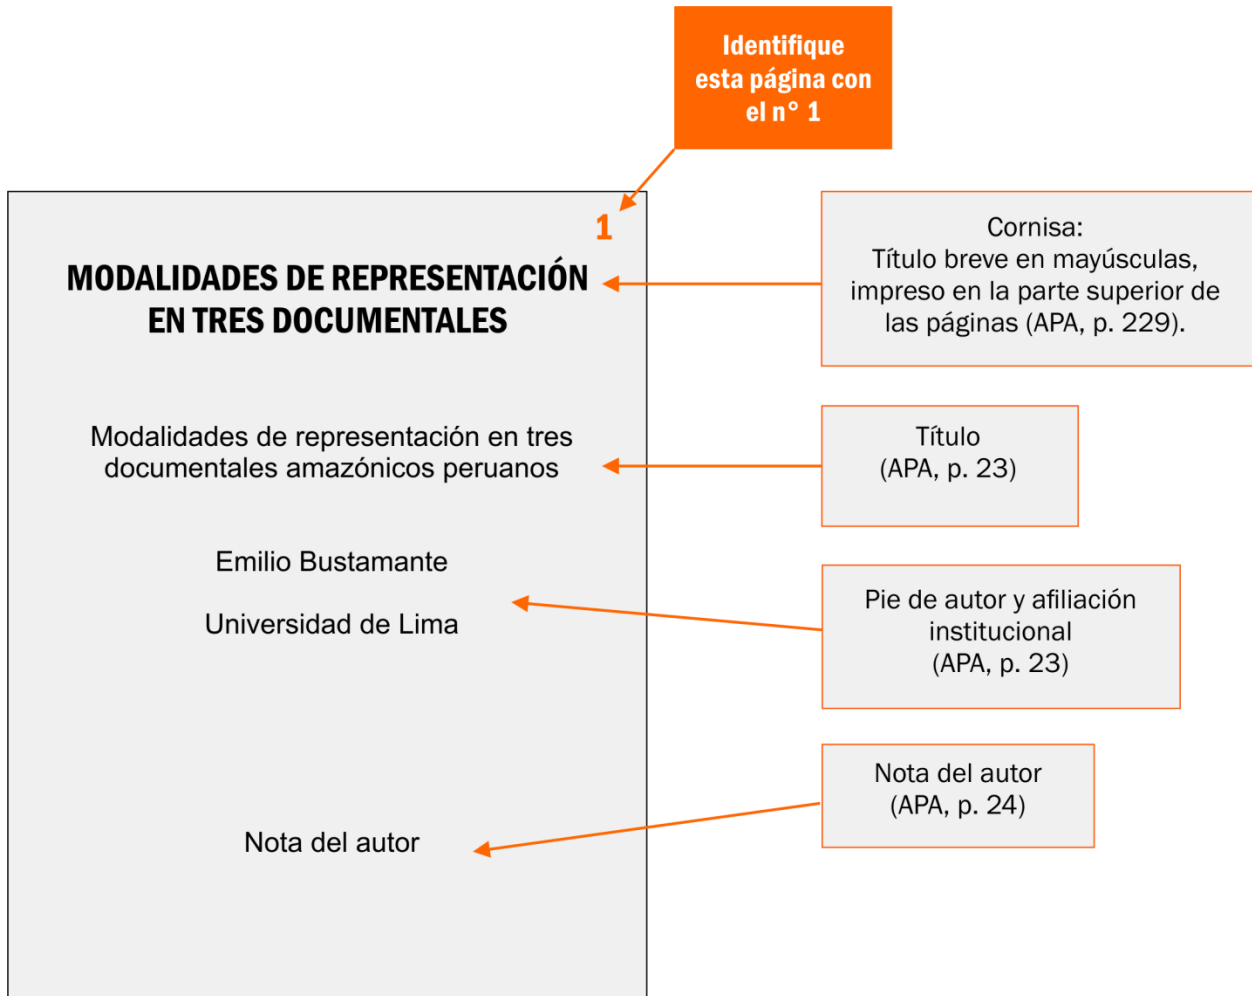 Identifique
esta página con
el n° 1
1
MODALIDADES DE REPRESENTACIÓN
EN TRES DOCUMENTALES
Cornisa:
Título breve en mayúsculas,
impreso en la parte superior de
las páginas (APA, p. 229).
Modalidades de representación en tres
documentales amazónicos peruanos
Título
(APA, p. 23)
Emilio Bustamante
Universidad de Lima
Pie de autor y afiliación
institucional
(APA, p. 23)
Nota del autor
Nota del autor
(APA, p. 24)